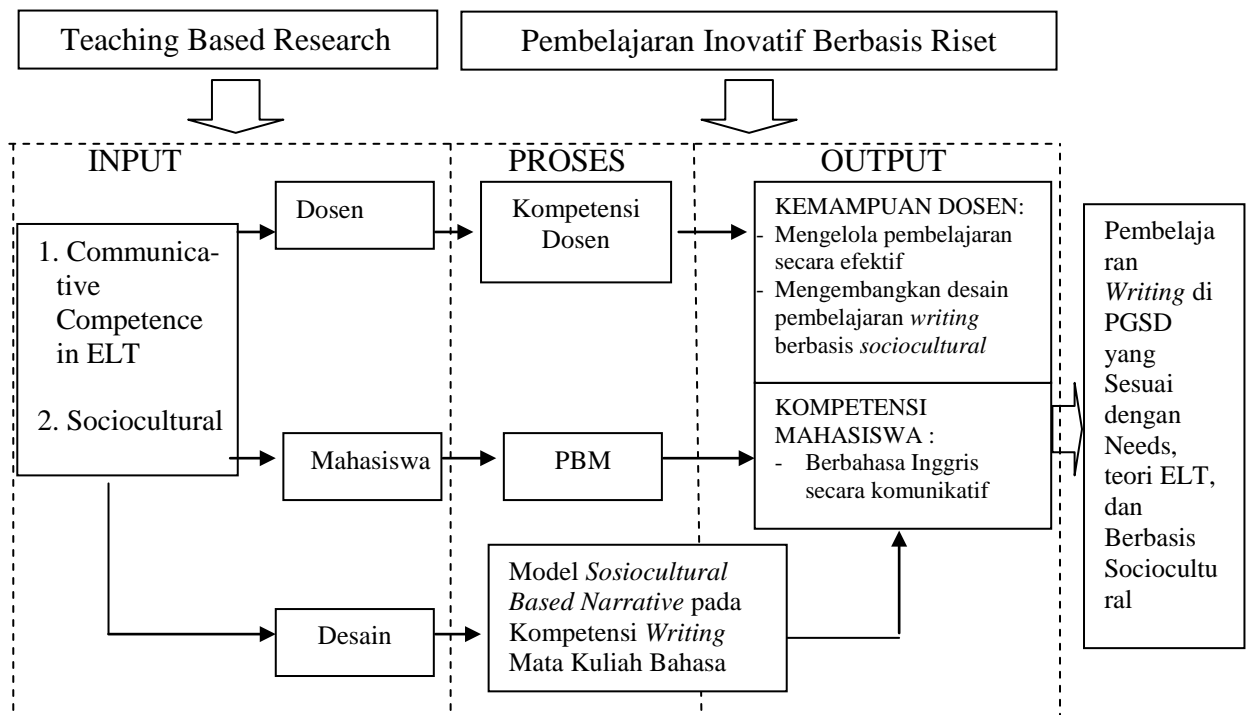 Teaching Based Research
Pembelajaran Inovatif Berbasis Riset
INPUT
PROSES
OUTPUT
1. Communica-
tive
Competence
in ELT
2. Sociocultural
Dosen
Kompetensi
Dosen
KEMAMPUAN DOSEN:
- Mengelola pembelajaran
secara efektif
- Mengembangkan desain
pembelajaran writing
berbasis sociocultural
Mahasiswa
PBM
KOMPETENSI
MAHASISWA :
- Berbahasa Inggris
secara komunikatif
Desain
Model Sosiocultural
Based Narrative pada
Kompetensi Writing
Mata Kuliah Bahasa
Pembelaja
ran
Writing di
PGSD
yang
Sesuai
dengan
Needs,
teori ELT,
dan
Berbasis
Sociocultu
ral